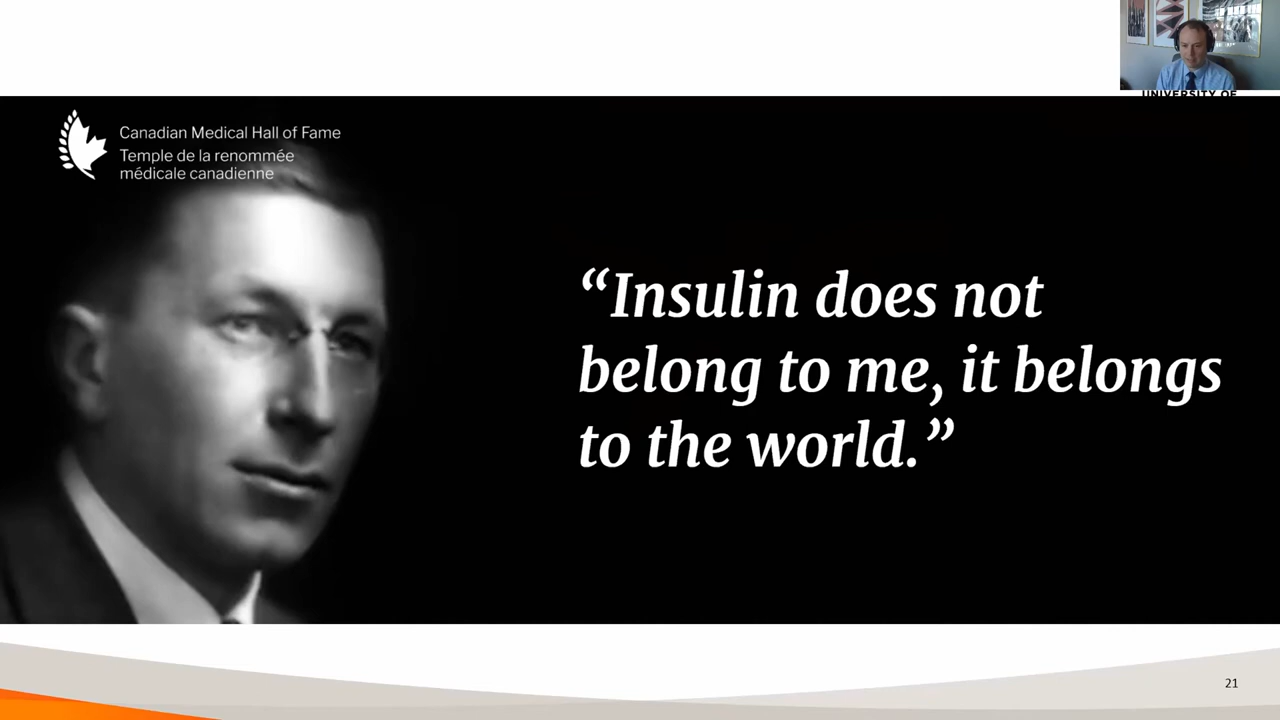 UNIVERSITY OF
Canadian Medical Hall of Fame
Temple de la renommée
médicale canadienne
“Insulin does not
belong to me, it belongs
to the world.”
21